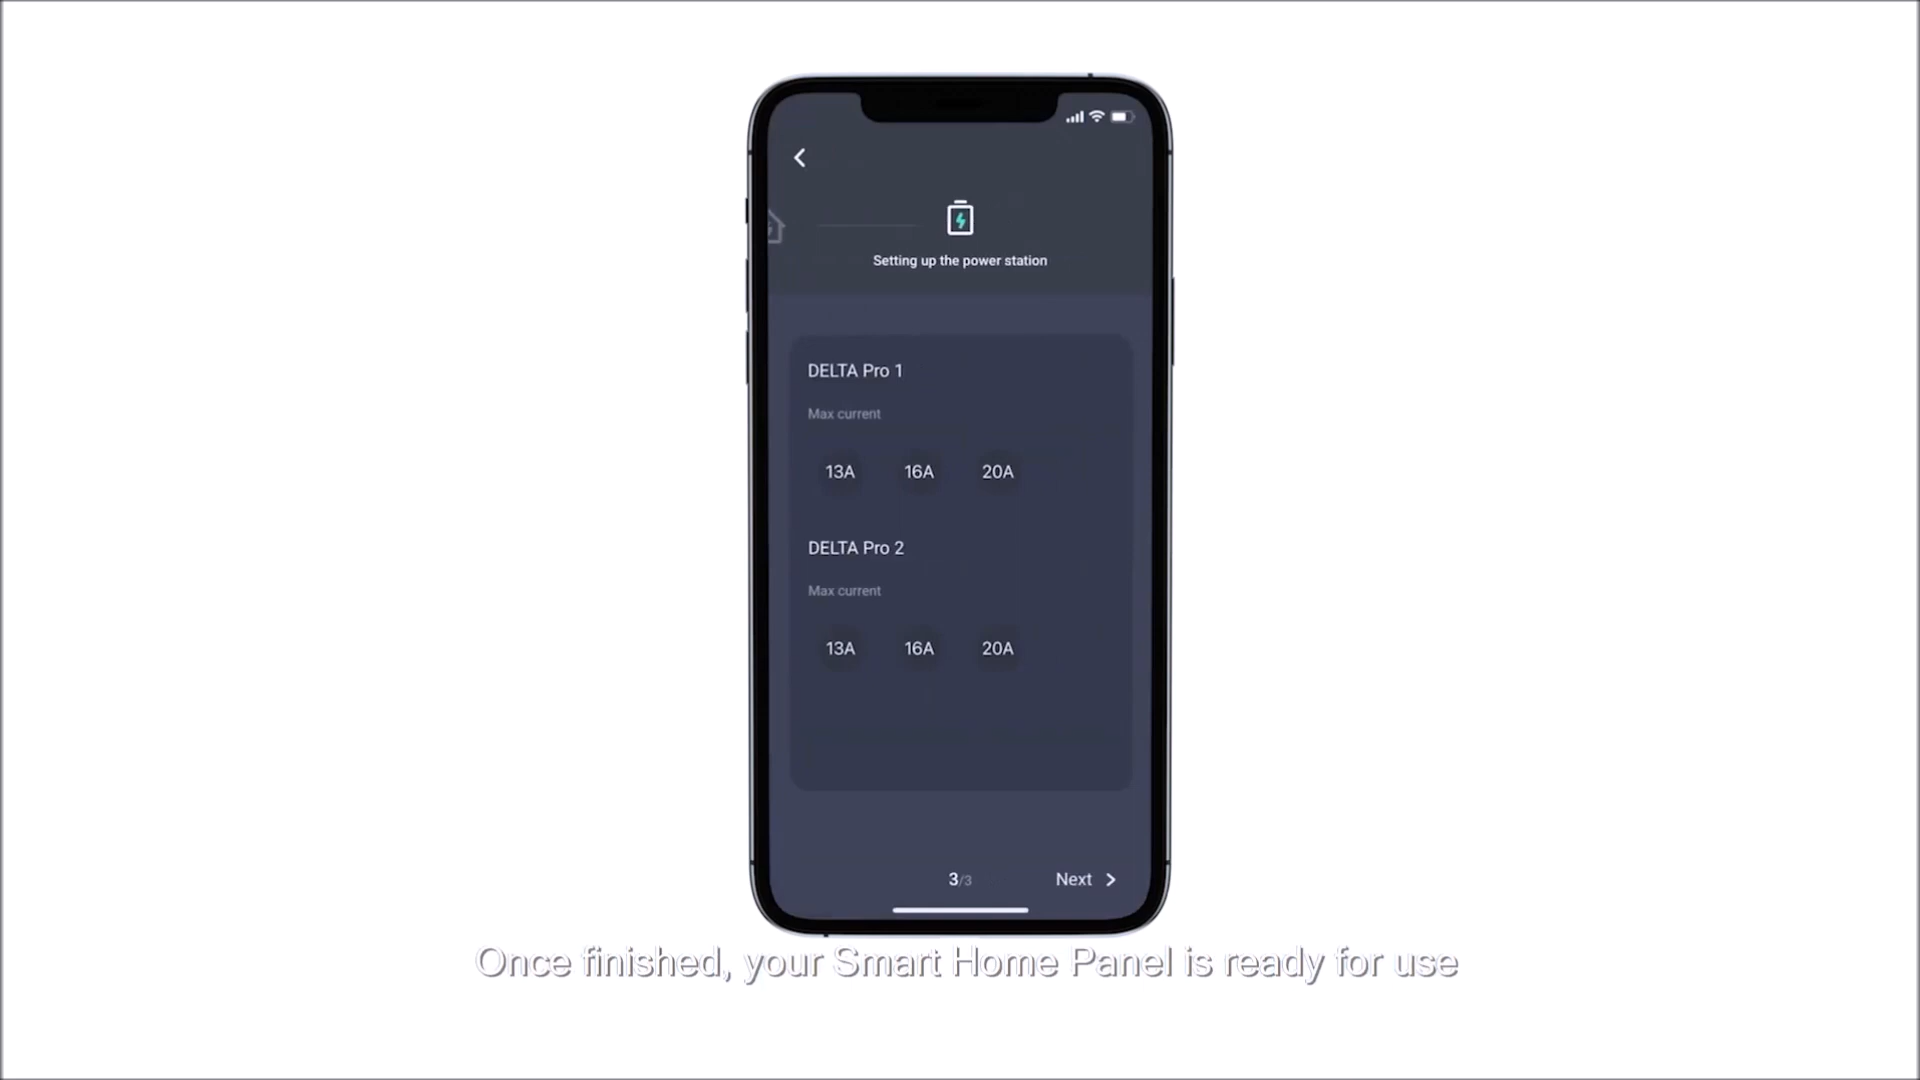 Setting up the power station
DELTA Pro 1
Max current
13A 16A 20A
DELTA Pro 2
Max current
13A 16A 20A
3/3 Next
Once finished, your Smart Home Panel is ready for use